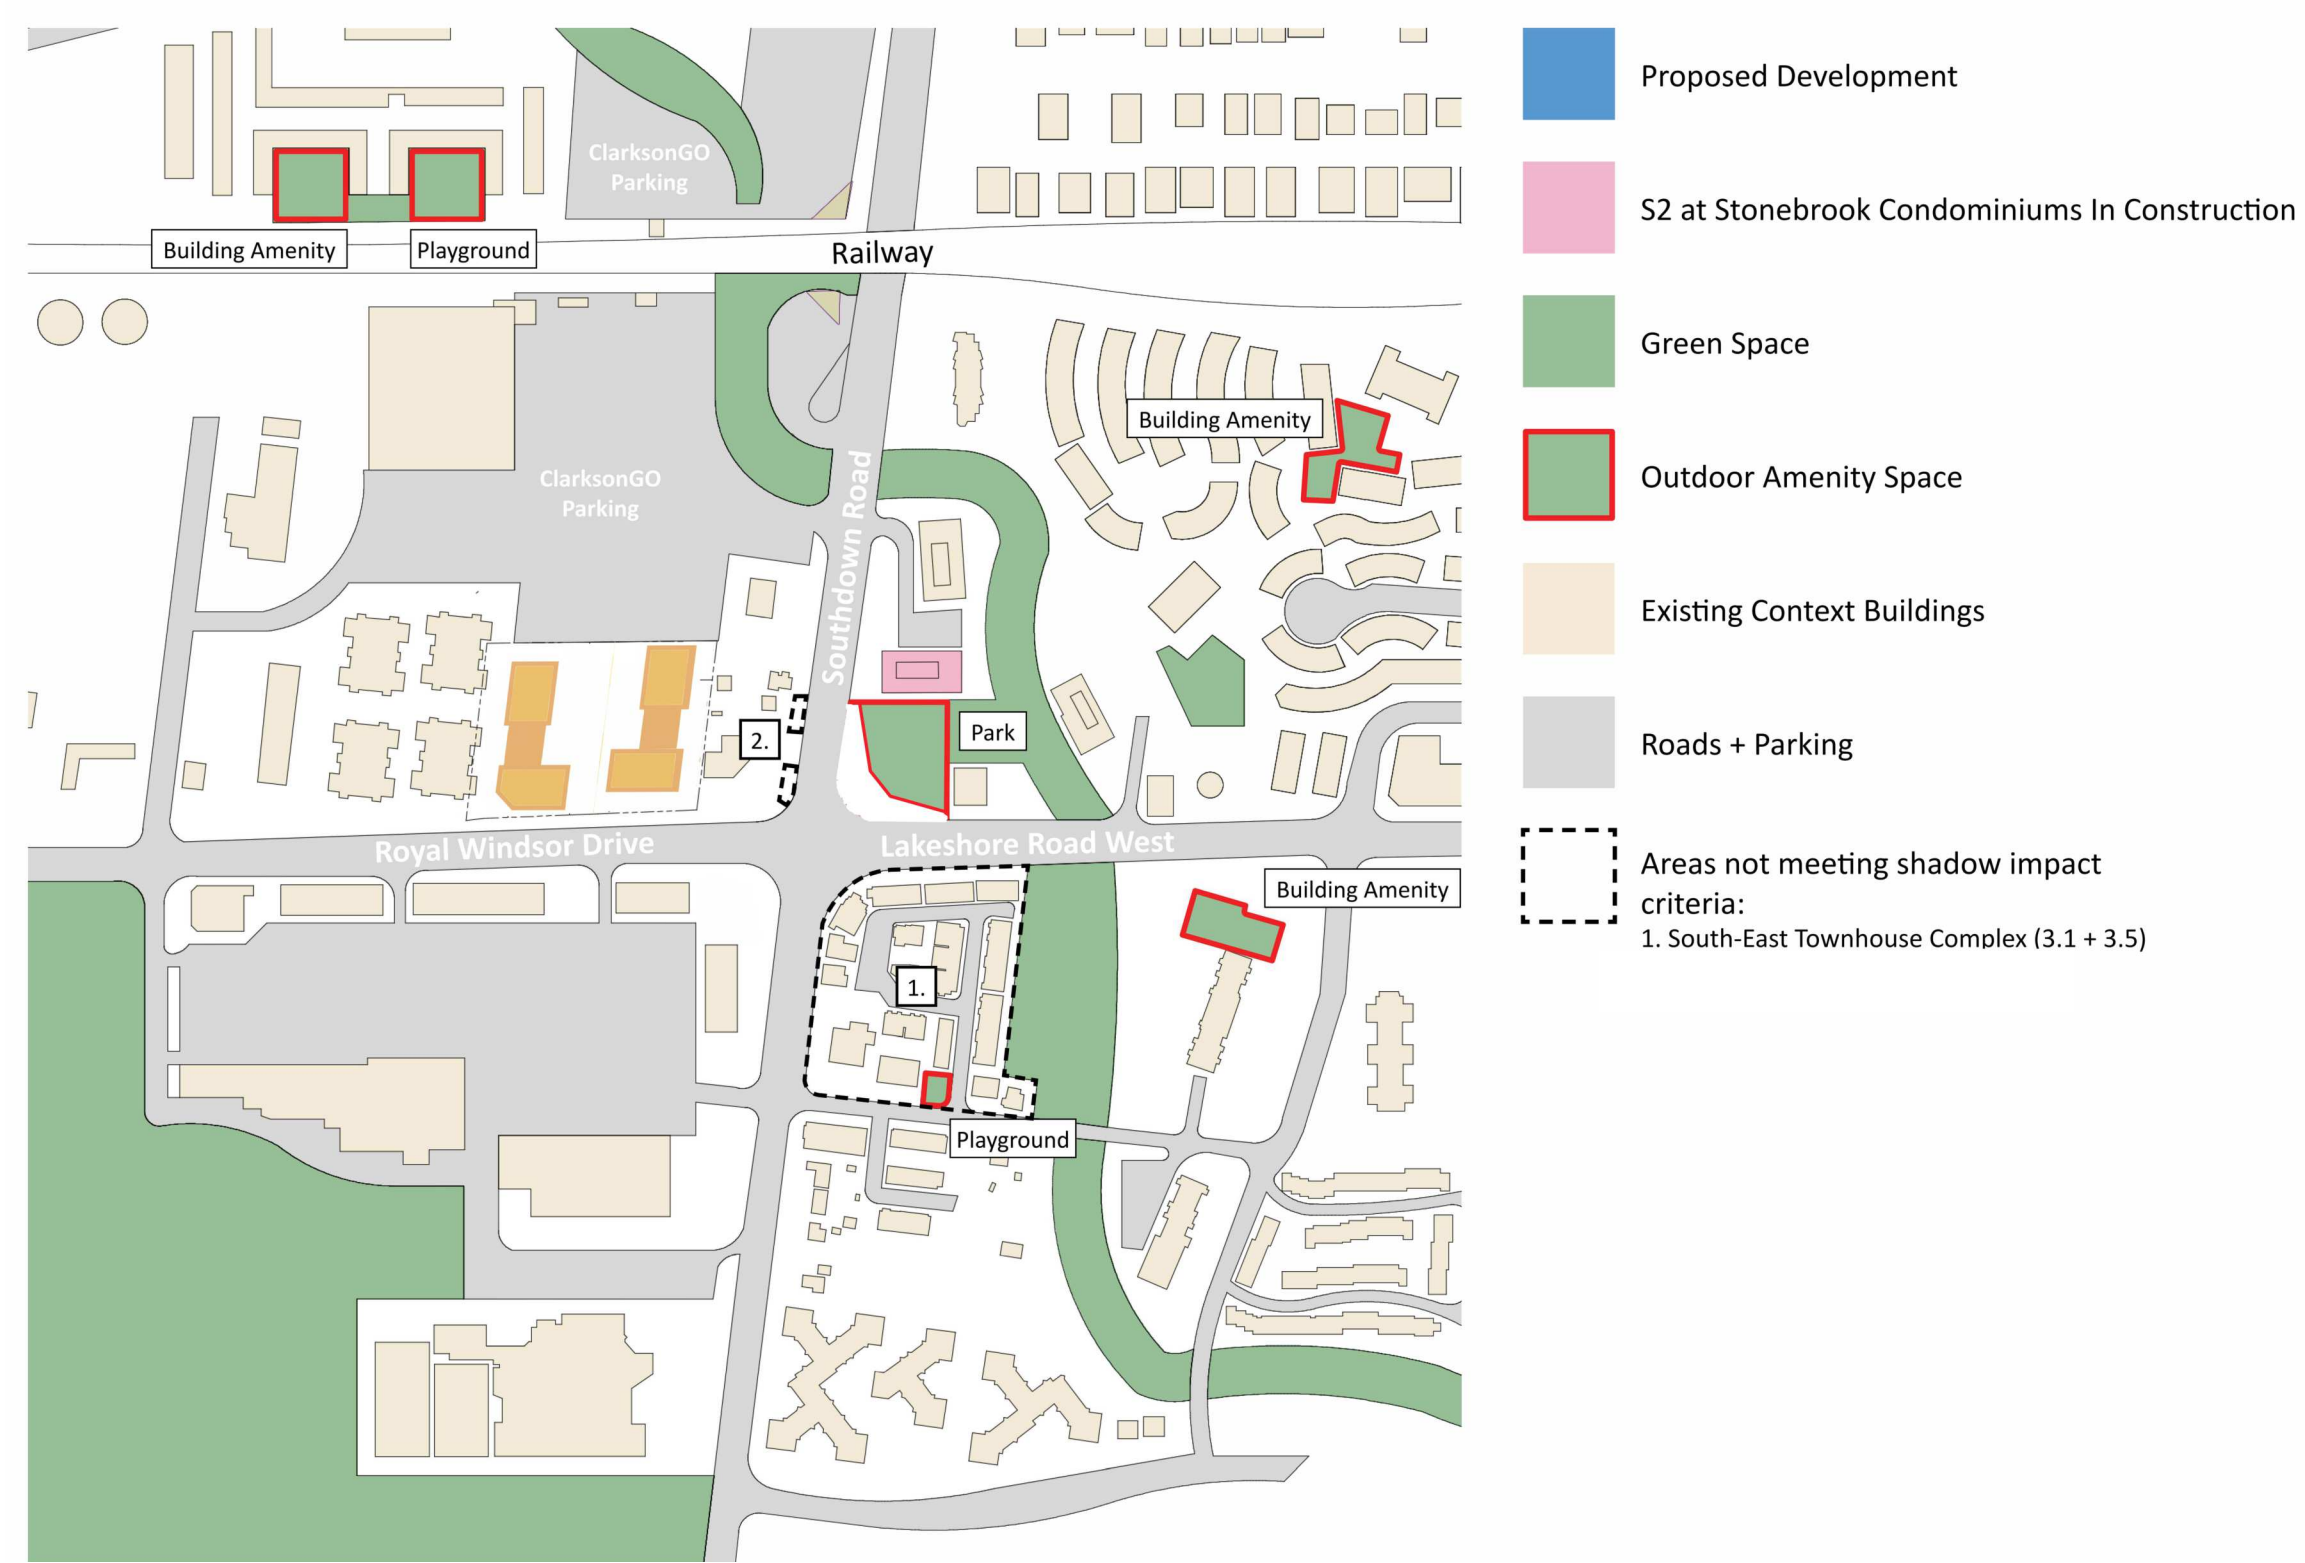 Proposed Development
S2 at Stonebrook Condominiums In Construction
Green Space
Outdoor Amenity Space
Existing Context Buildings
Roads + Parking
Areas not meeting shadow impact
criteria:
1. South-East Townhouse Complex (3.1 + 3.5)
ClarksonGO
Parking
Building Amenity
Playground
Railway
Building Amenity
ClarksonGO
Parking
Southdown Road
Park
2.
Royal Windsor Drive
Lakeshore Road West
Building Amenity
1.
Playground